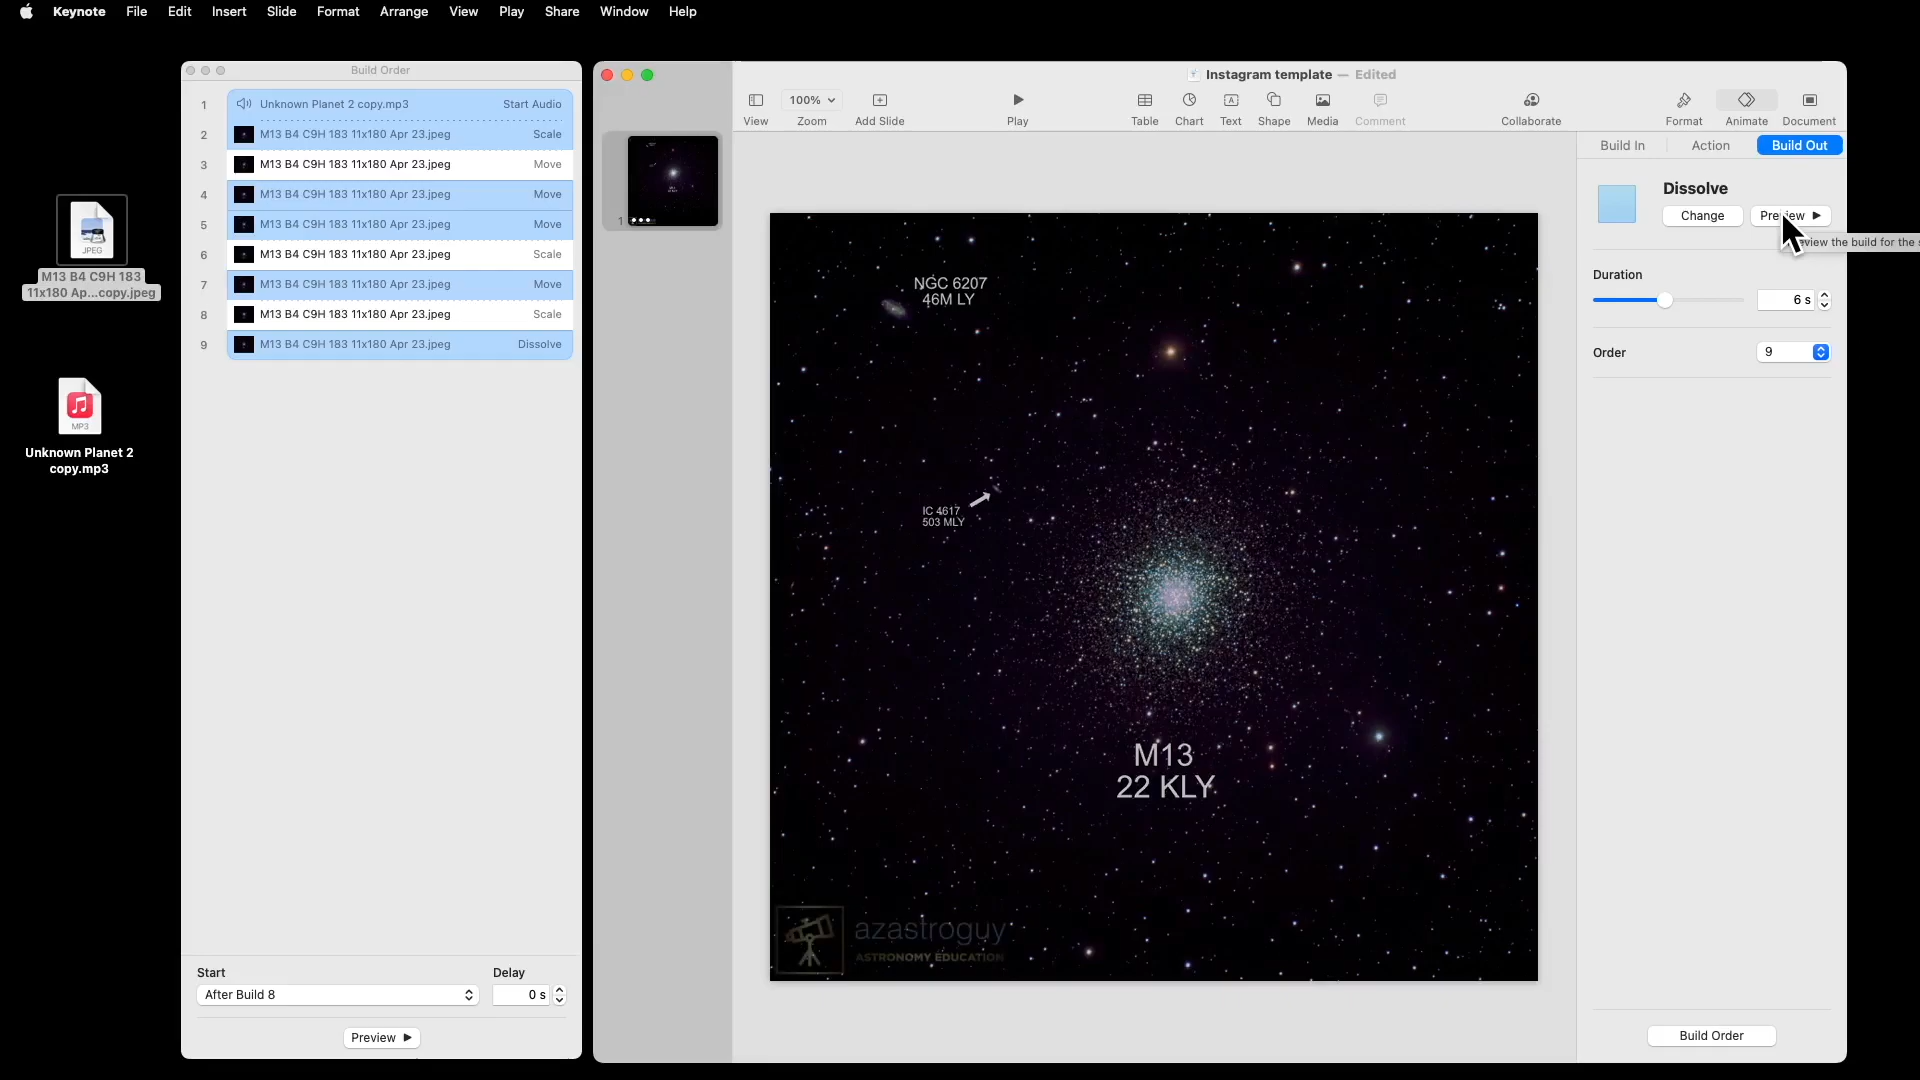 Keynote File Edit Insert Slide Format Arrange View Play Share Window Help
Build Order
1 Unknown Planet 2 copy.mp3 Start Audio
2 M13 B4 C9H 183 11x180 Apr 23.jpeg Scale
3 M13 B4 C9H 183 11x180 Apr 23.jpeg Move
4 M13 B4 C9H 183 11x180 Apr 23.jpeg Move
5 M13 B4 C9H 183 11x180 Apr 23.jpeg Move
6 M13 B4 C9H 183 11x180 Apr 23.jpeg Scale
7 M13 B4 C9H 183 11x180 Apr 23.jpeg Move
8 M13 B4 C9H 183 11x180 Apr 23.jpeg Scale
9 M13 B4 C9H 183 11x180 Apr 23.jpeg Dissolve
Start Delay
After Build 8 0 s
Preview
JPEG
M13 B4 C9H 183
11x180 Ap...copy.jpeg
MP3
Unknown Planet 2
copy.mp3
Instagram template — Edited
100%
View Zoom Add Slide Play Table Chart Text Shape Media Comment Collaborate Format Animate Document
1
NGC 6207
46M LY
IC 4617
503 MLY
M13
22 KLY
azastroguy
ASTRONOMY EDUCATION
Build In Action Build Out
Dissolve
Change Preview
view the build for the s
Duration
6 s
Order 9
Build Order